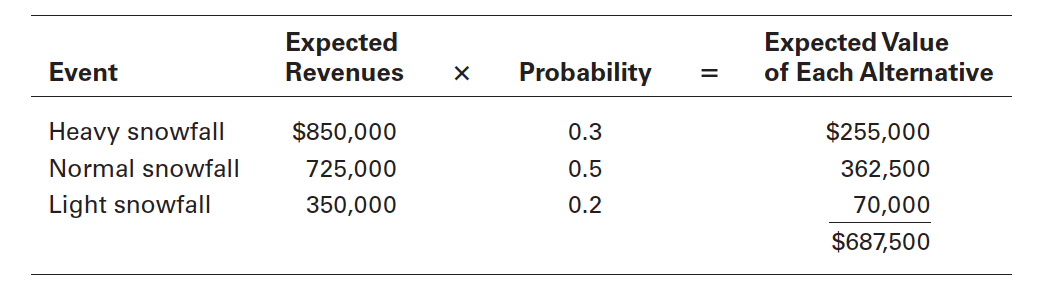 Expected Expected Value
Event Revenues × Probability = of Each Alternative
Heavy snowfall $850,000 0.3 $255,000
Normal snowfall 725,000 0.5 362,500
Light snowfall 350,000 0.2 70,000
$687,500